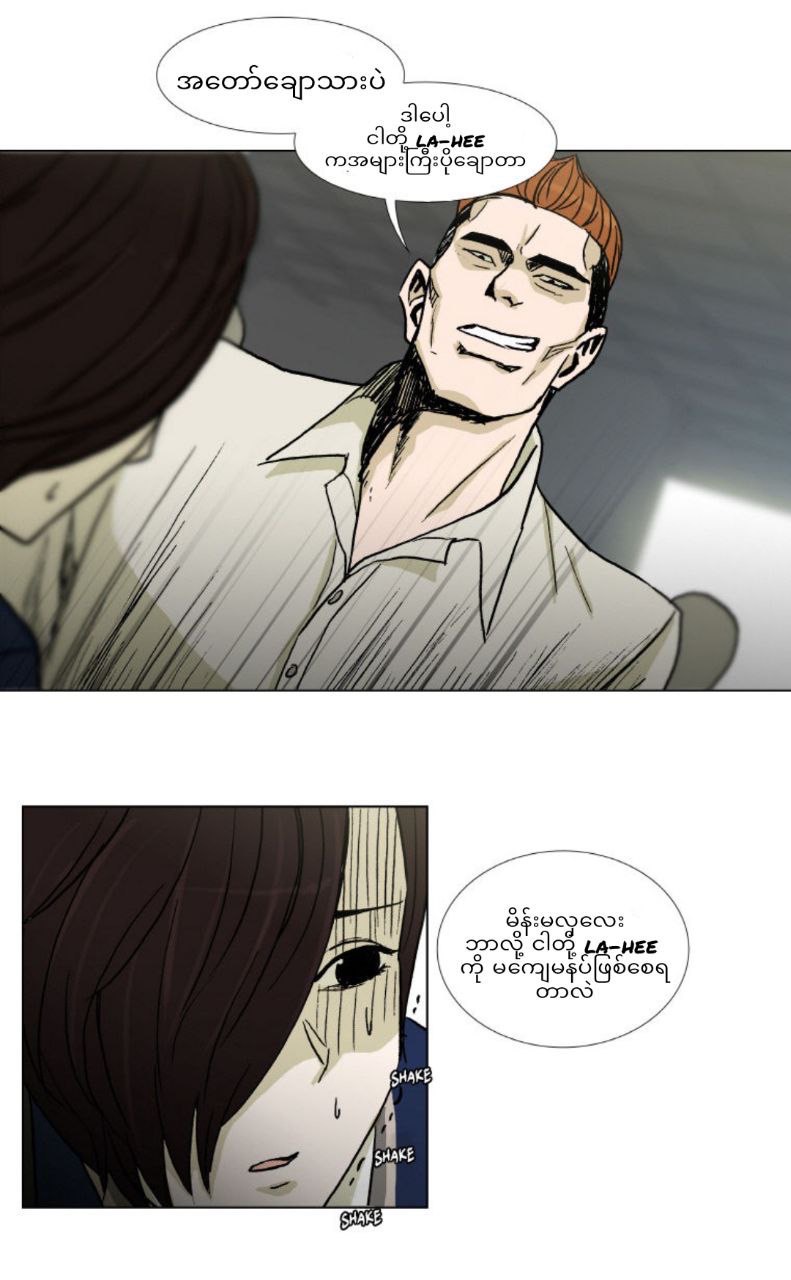 အတော်ချောသားပဲ
ဒါပေါ့
ငါတို့ LA-HEE
ကအများကြီးပိုချောတာ
မိန်းမလှလေး
ဘာလို့ ငါတို့ LA-HEE
ကို မကျေမနပ်ဖြစ်စေရ
တာလဲ
SHAKE
SHAKE
SHAKE